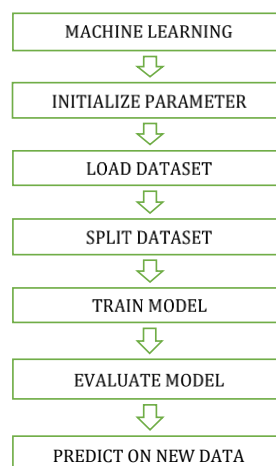 MACHINE LEARNING
INITIALIZE PARAMETER
LOAD DATASET
SPLIT DATASET
TRAIN MODEL
EVALUATE MODEL
PREDICT ON NEW DATA